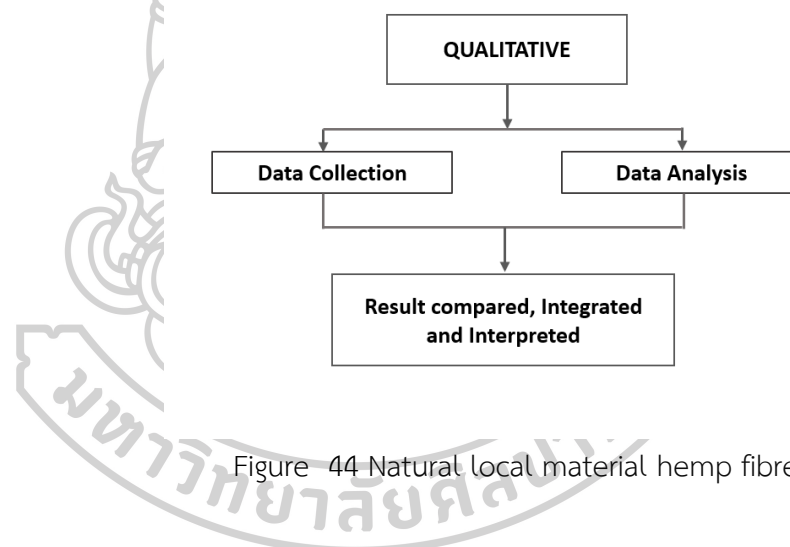 QUALITATIVE
Data Collection
Data Analysis
Result compared, Integrated
and Interpreted
Figure 44 Natural local material hemp fibre